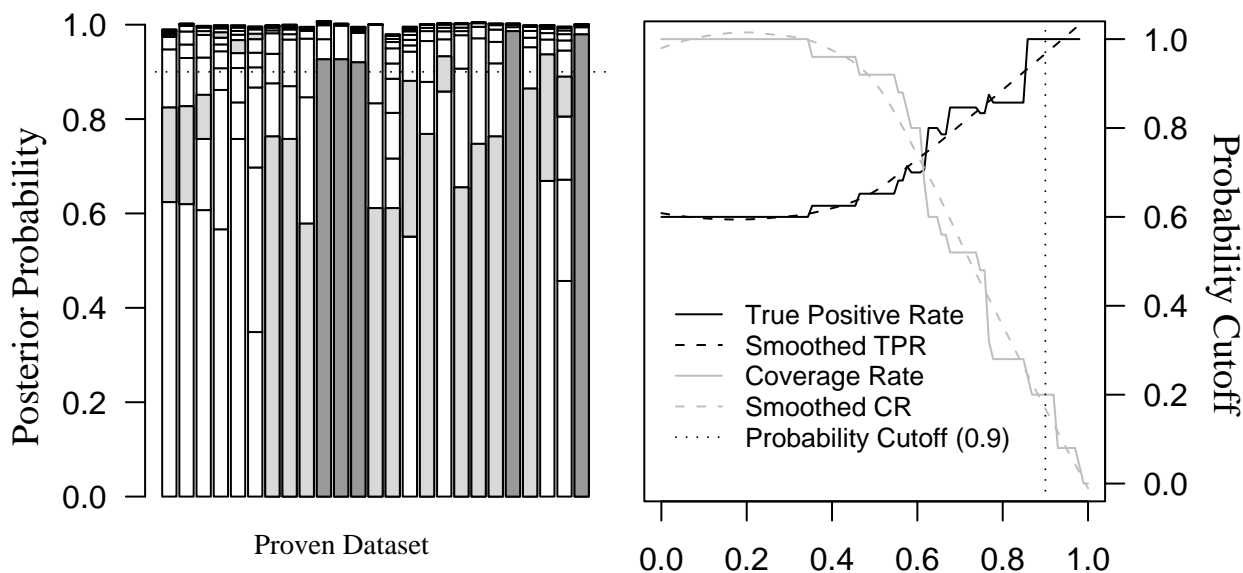 Posterior Probability
1.0
0.8
0.6
0.4
0.2
0.0
Proven Dataset
True Positive Rate
Smoothed TPR
Coverage Rate
Smoothed CR
Probability Cutoff (0.9)
0.0 0.2 0.4 0.6 0.8 1.0
1.0
0.8
0.6
0.4
0.2
0.0
Probability Cutoff